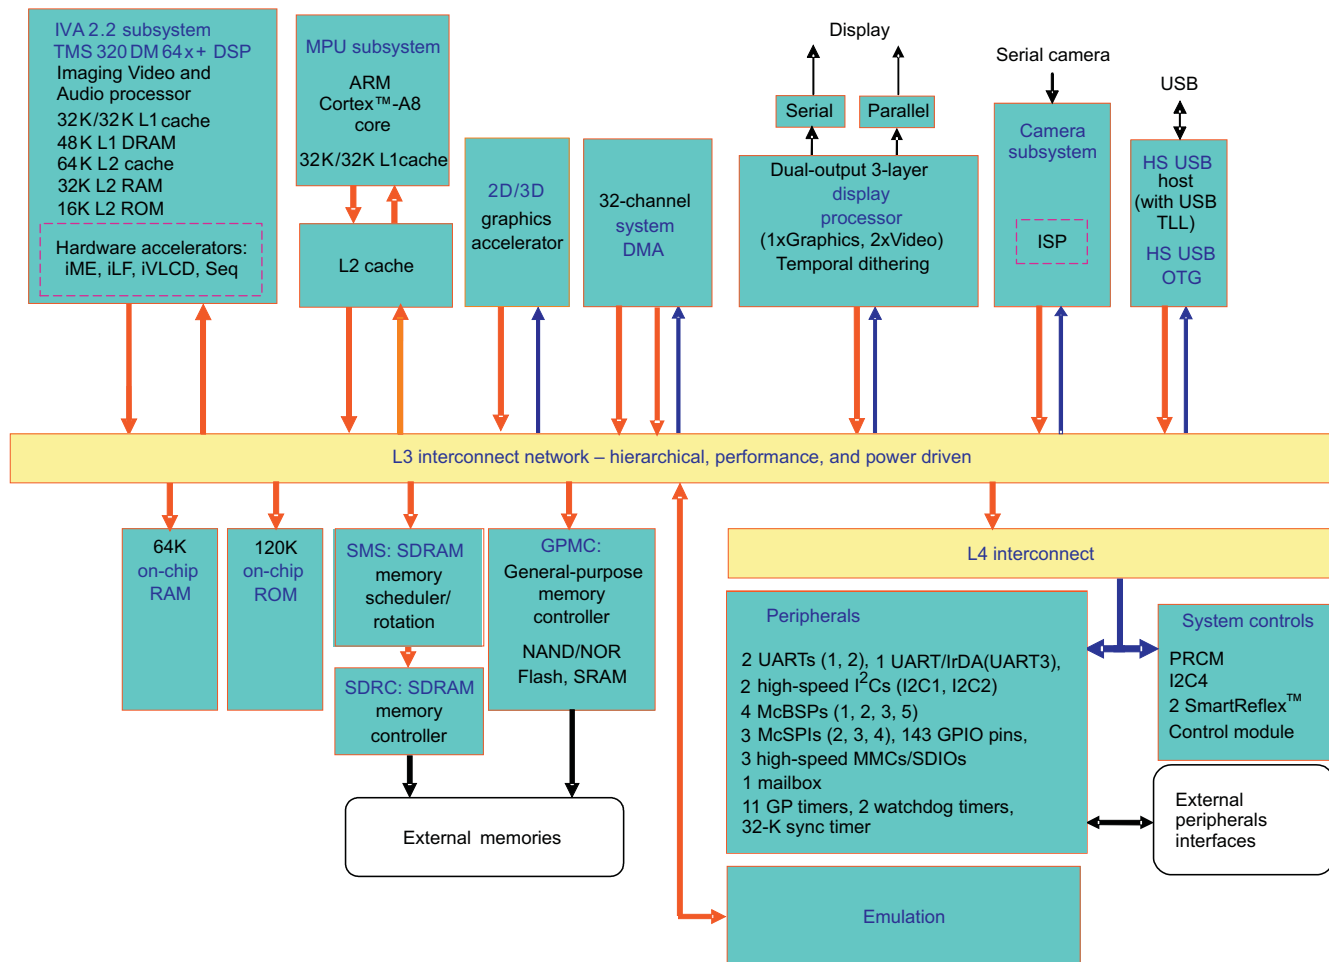 IVA 2.2 subsystem
TMS 320 DM 64x+ DSP
Imaging Video and
Audio processor
32K/32K L1 cache
48K L1 DRAM
64K L2 cache
32K L2 RAM
16K L2 ROM
Hardware accelerators:
iME, iLF, iVLCD, Seq
MPU subsystem
ARM
Cortex™-A8
core
32K/32K L1cache
L2 cache
2D/3D
graphics
accelerator
32-channel
system
DMA
Display
Serial
Parallel
Dual-output 3-layer
display
processor
(1xGraphics, 2xVideo)
Temporal dithering
Serial camera
Camera
subsystem
ISP
USB
HS USB
host
(with USB
TLL)
HS USB
OTG
L3 interconnect network – hierarchical, performance, and power driven
64K
on-chip
RAM
120K
on-chip
ROM
SMS: SDRAM
memory
scheduler/
rotation
SDRC: SDRAM
memory
controller
GPMC:
General-purpose
memory
controller
NAND/NOR
Flash, SRAM
External memories
L4 interconnect
Peripherals
2 UARTs (1, 2), 1 UART/IrDA(UART3),
2 high-speed I²Cs (I2C1, I2C2)
4 McBSPs (1, 2, 3, 5)
3 McSPIs (2, 3, 4), 143 GPIO pins,
3 high-speed MMCs/SDIOs
1 mailbox
11 GP timers, 2 watchdog timers,
32-K sync timer
System controls
PRCM
I2C4
2 SmartReflex™
Control module
External
peripherals
interfaces
Emulation